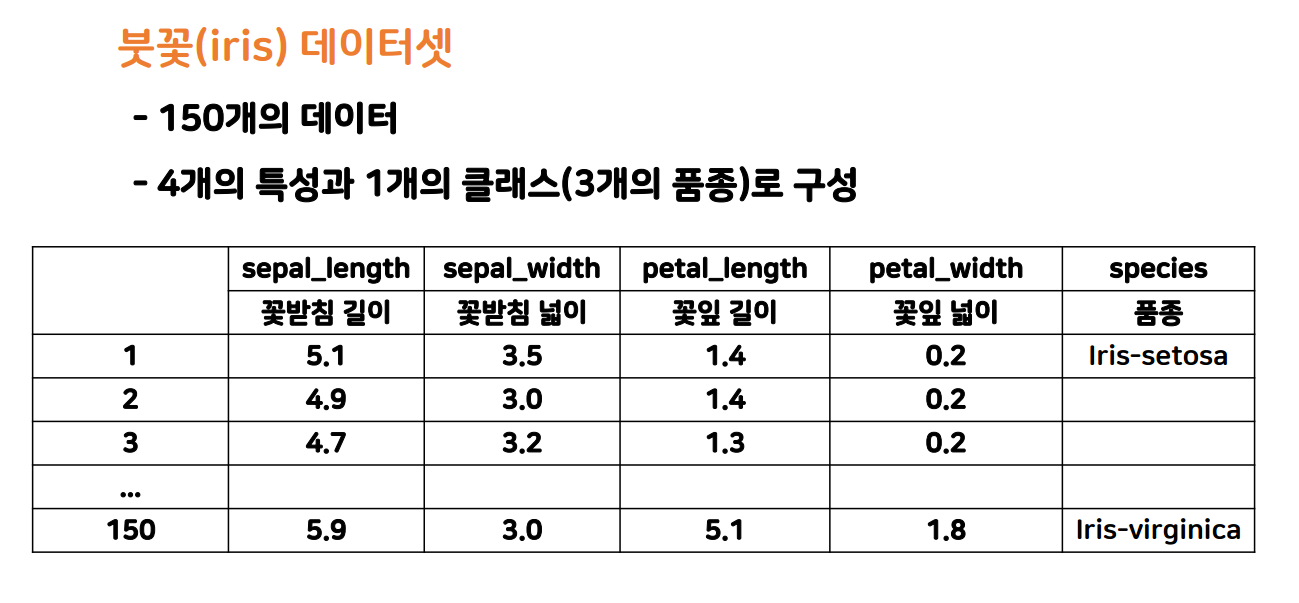 붓꽃(iris) 데이터셋
- 150개의 데이터
- 4개의 특성과 1개의 클래스(3개의 품종)로 구성
sepal_length sepal_width petal_length petal_width species
꽃받침 길이 꽃받침 넓이 꽃잎 길이 꽃잎 넓이 품종
1 5.1 3.5 1.4 0.2 Iris-setosa
2 4.9 3.0 1.4 0.2
3 4.7 3.2 1.3 0.2
...
150 5.9 3.0 5.1 1.8 Iris-virginica